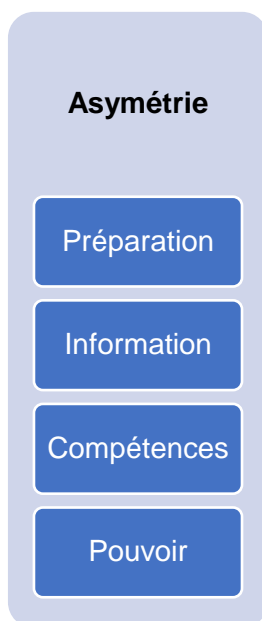 Asymétrie
Préparation
Information
Compétences
Pouvoir